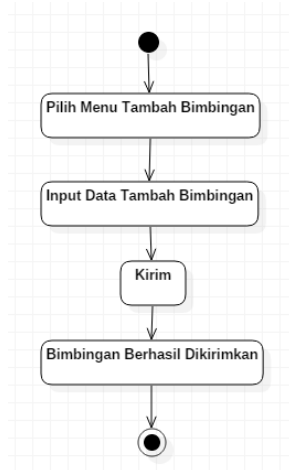 Pilih Menu Tambah Bimbingan
Input Data Tambah Bimbingan
Kirim
Bimbingan Berhasil Dikirimkan